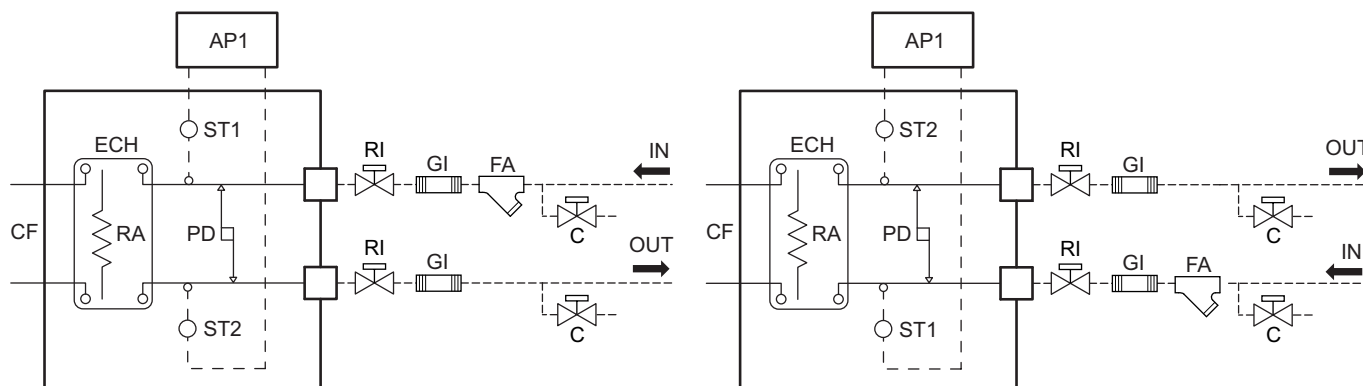 AP1
ST1
ECH
RI
GI
FA
IN
CF
RA
PD
C
RI
GI
OUT
ST2
C
AP1
ST2
ECH
RI
GI
OUT
CF
RA
PD
C
RI
GI
FA
IN
ST1
C